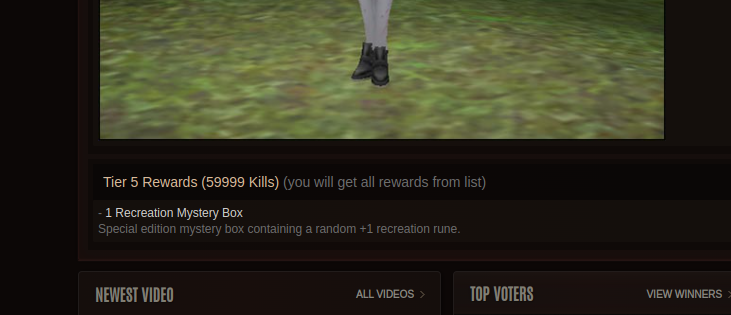 Tier 5 Rewards (59999 Kills) (you will get all rewards from list)
- 1 Recreation Mystery Box
Special edition mystery box containing a random +1 recreation rune.
NEWEST VIDEO ALL VIDEOS >
TOP VOTERS VIEW WINNERS >